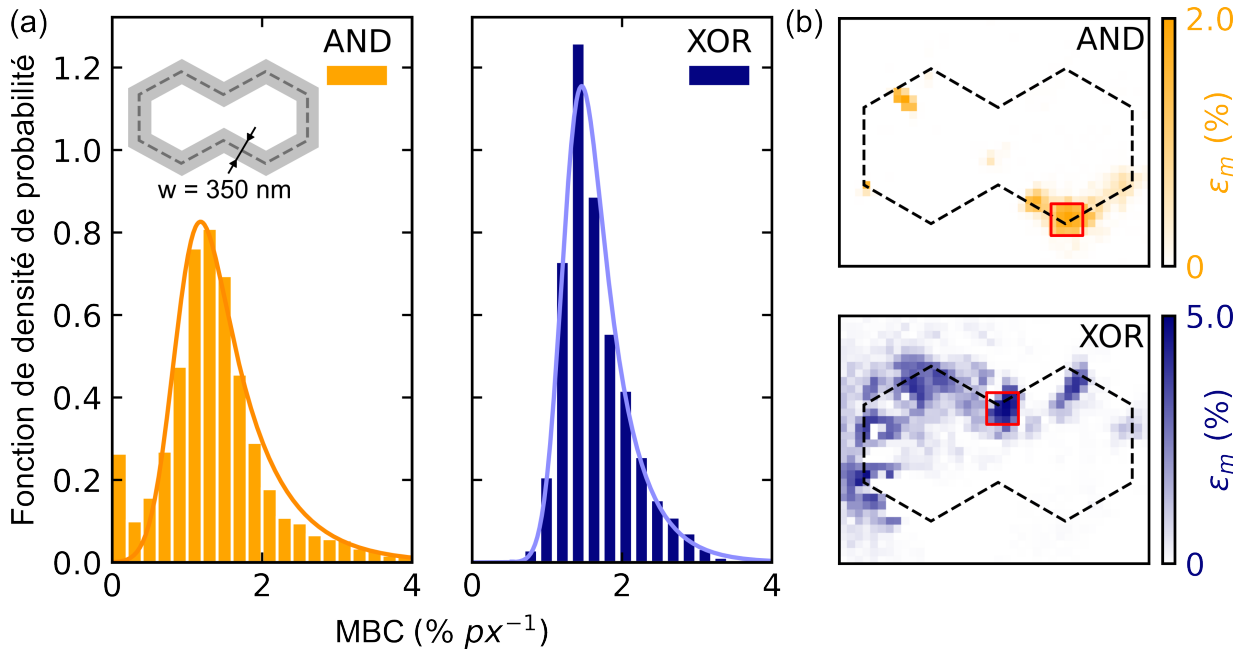 (a)
Fonction de densité de probabilité
0.0
0.2
0.4
0.6
0.8
1.0
1.2
AND
w = 350 nm
0
2
4
XOR
0
2
4
MBC (% px⁻¹)
(b)
AND
2.0
0
εₘ (%)
XOR
5.0
0
εₘ (%)